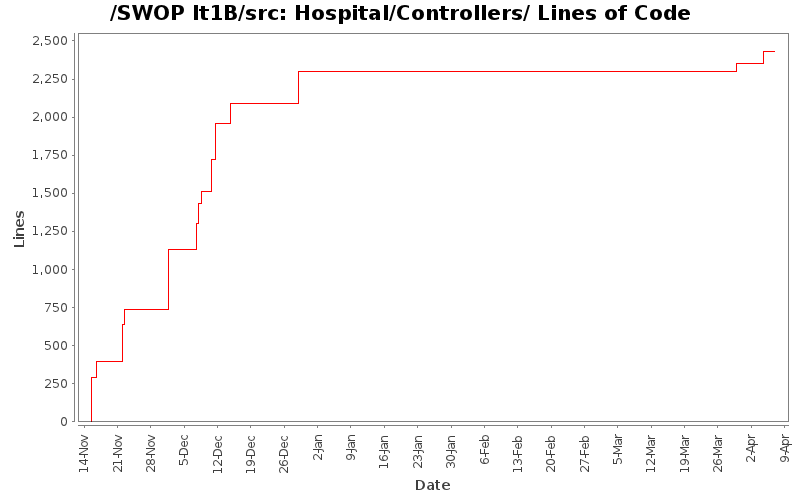 /SWOP It1B/src: Hospital/Controllers/ Lines of Code
2,500
2,250
2,000
1,750
1,500
1,250
1,000
750
500
250
0
Lines
14-Nov
21-Nov
28-Nov
5-Dec
12-Dec
19-Dec
26-Dec
2-Jan
9-Jan
16-Jan
23-Jan
30-Jan
6-Feb
13-Feb
20-Feb
27-Feb
5-Mar
12-Mar
19-Mar
26-Mar
2-Apr
9-Apr
Date